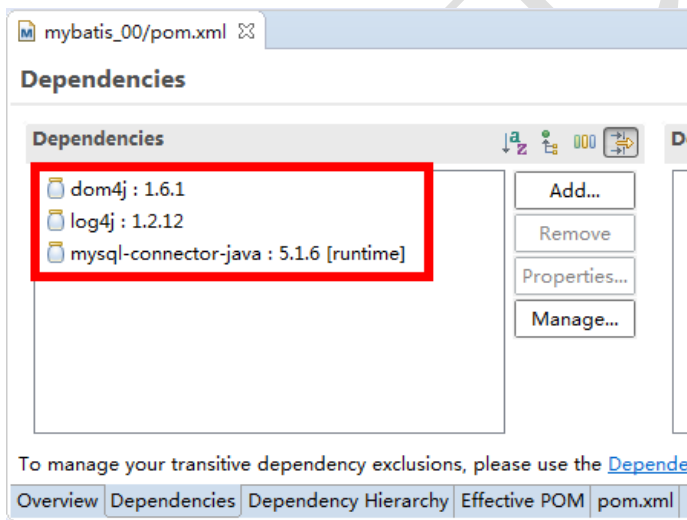 mybatis_00/pom.xml
Dependencies
Dependencies
dom4j : 1.6.1
log4j : 1.2.12
mysql-connector-java : 5.1.6 [runtime]
Add...
Remove
Properties...
Manage...
To manage your transitive dependency exclusions, please use the Depende
Overview Dependencies Dependency Hierarchy Effective POM pom.xml